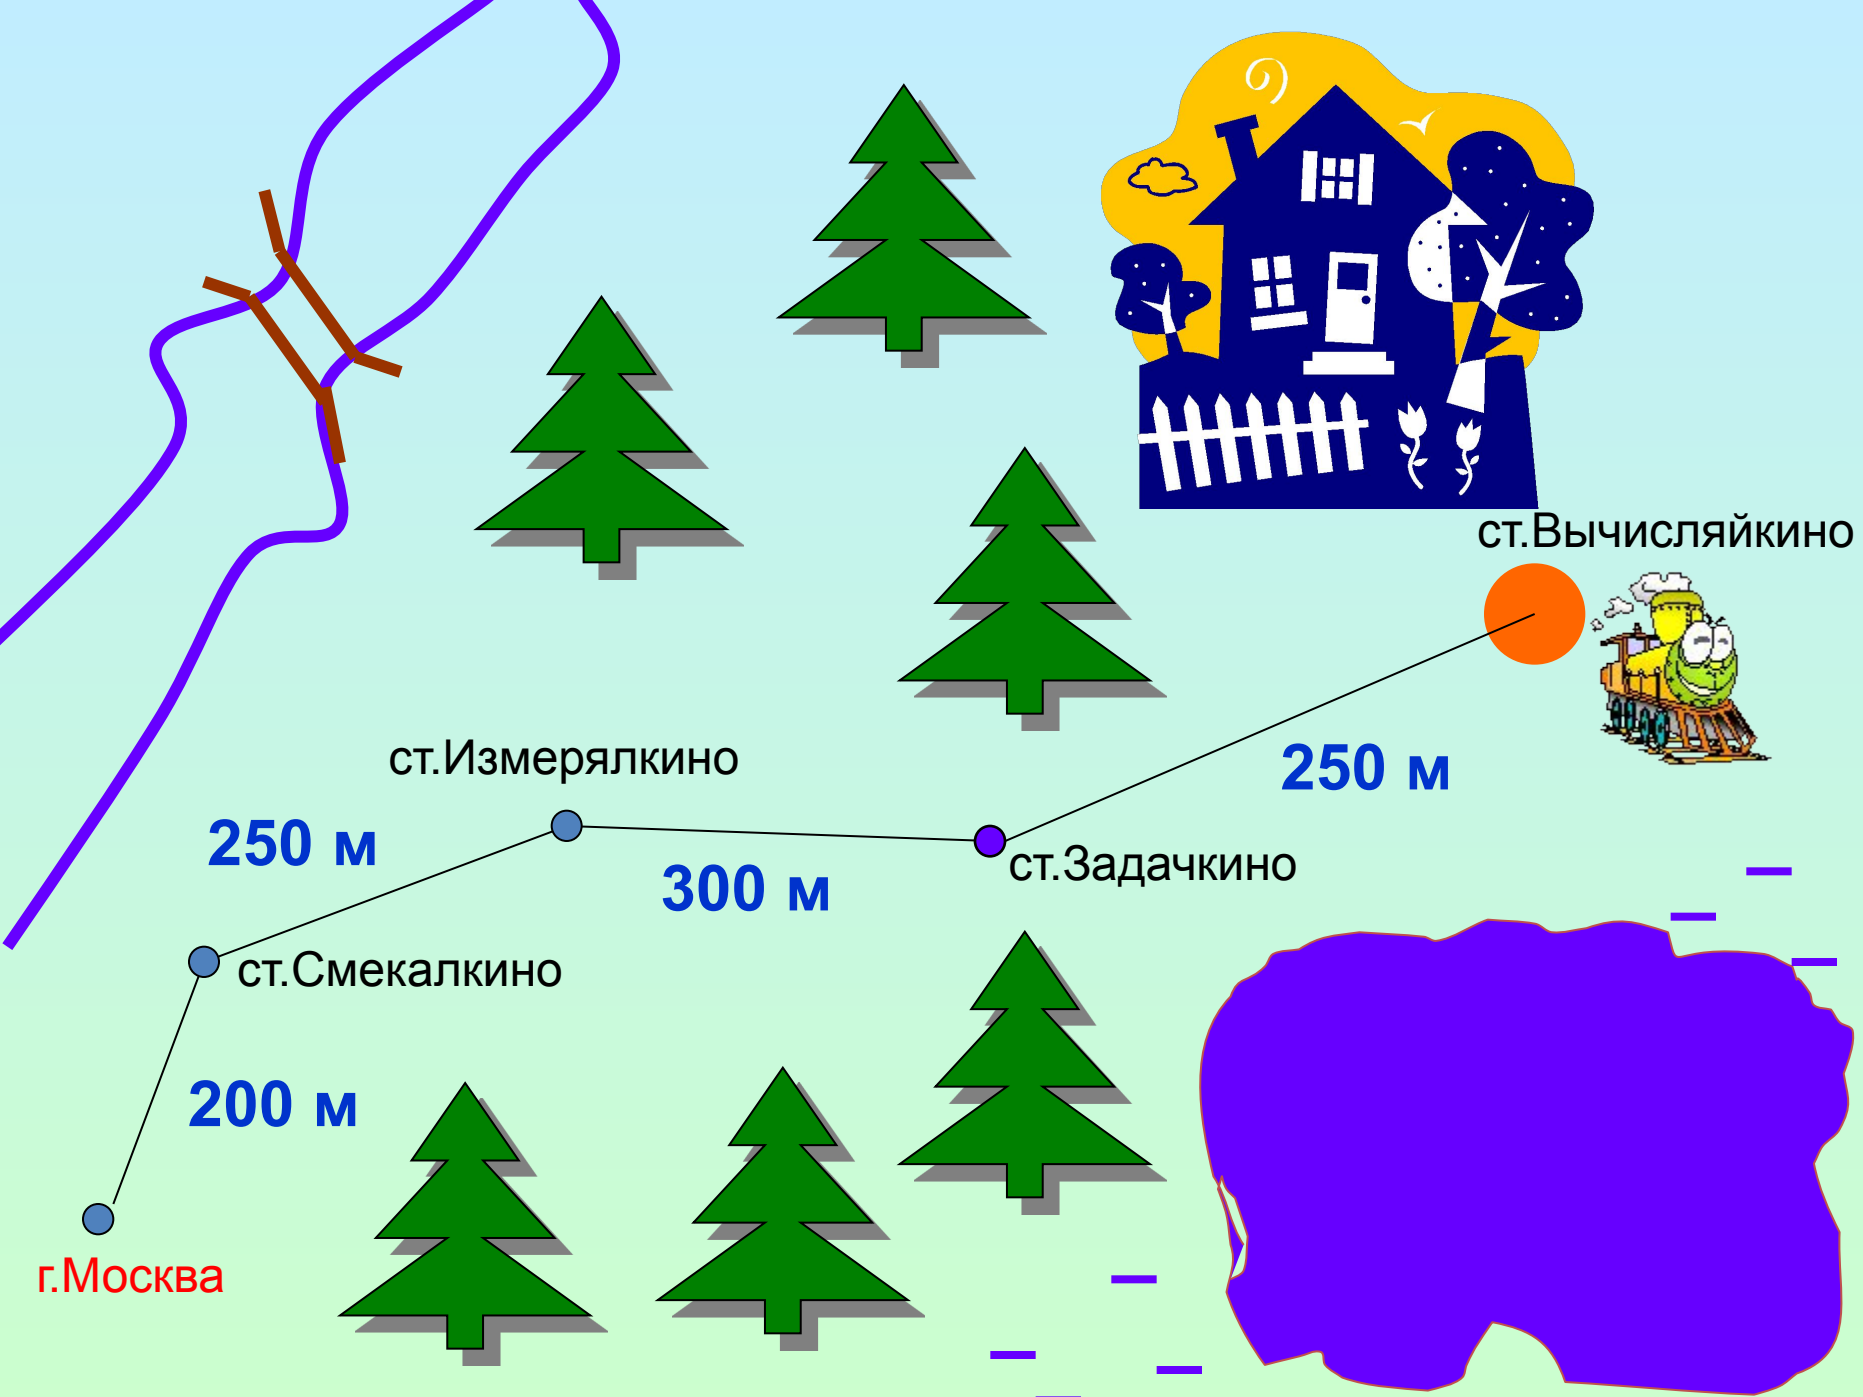 ст.Вычисляйкино
ст.Измерялкино
250 м
250 м
300 м
ст.Задачкино
ст.Смекалкино
200 м
г.Москва